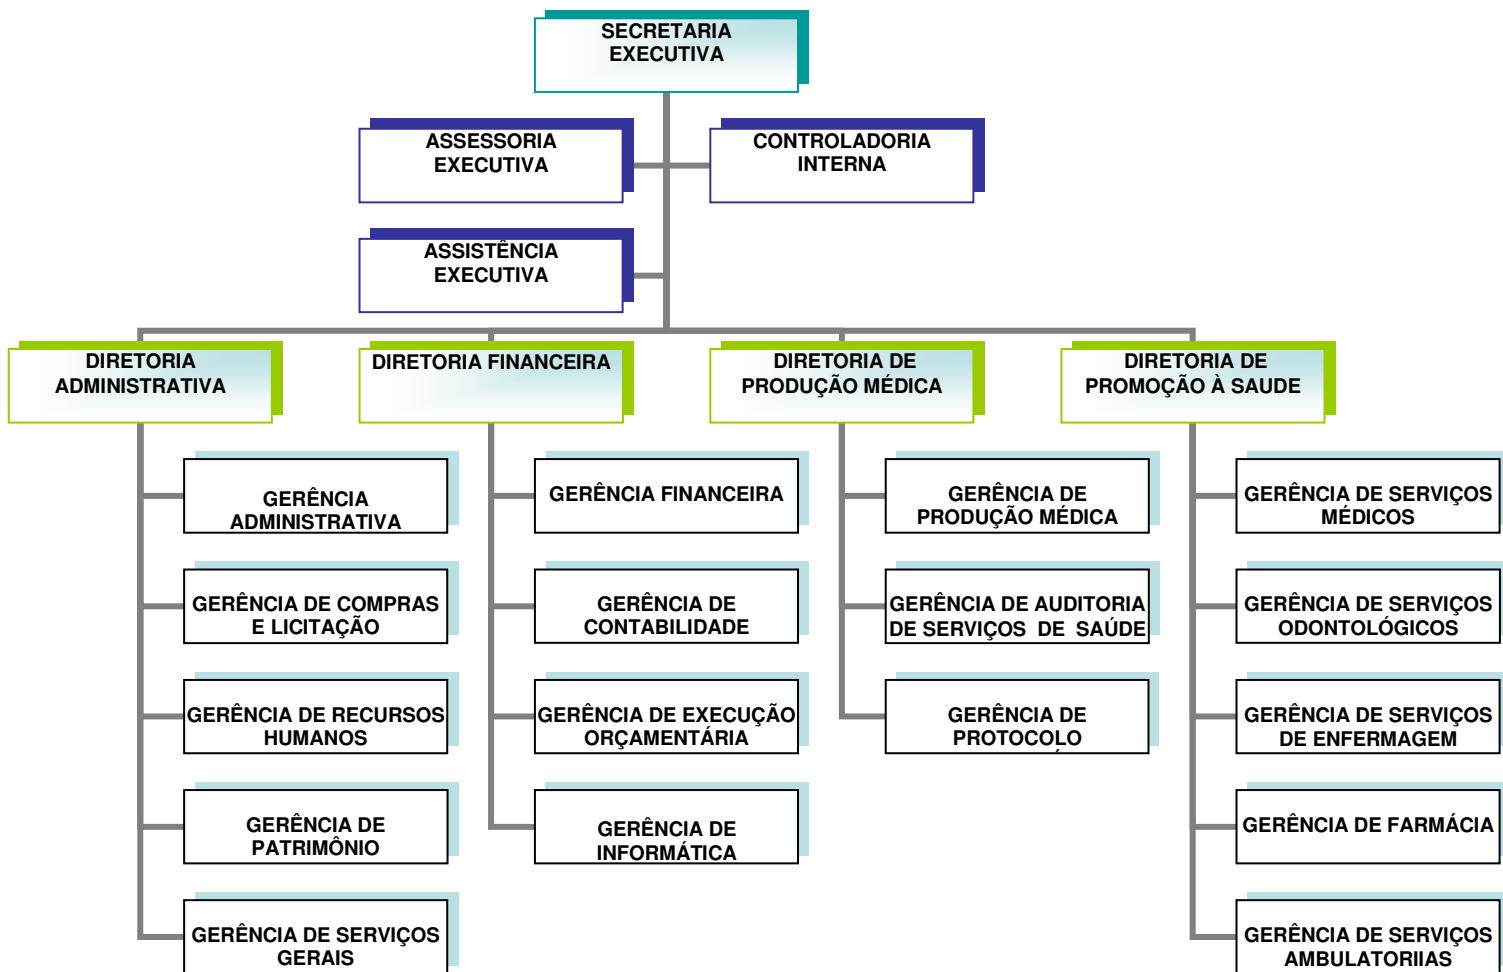 SECRETARIA
EXECUTIVA
ASSESSORIA
EXECUTIVA
CONTROLADORIA
INTERNA
ASSISTÊNCIA
EXECUTIVA
DIRETORIA
ADMINISTRATIVA
DIRETORIA FINANCEIRA
DIRETORIA DE
PRODUÇÃO MÉDICA
DIRETORIA DE
PROMOÇÃO À SAUDE
GERÊNCIA
ADMINISTRATIVA
GERÊNCIA DE COMPRAS
E LICITAÇÃO
GERÊNCIA DE RECURSOS
HUMANOS
GERÊNCIA DE
PATRIMÔNIO
GERÊNCIA DE SERVIÇOS
GERAIS
GERÊNCIA FINANCEIRA
GERÊNCIA DE
CONTABILIDADE
GERÊNCIA DE EXECUÇÃO
ORÇAMENTÁRIA
GERÊNCIA DE
INFORMÁTICA
GERÊNCIA DE
PRODUÇÃO MÉDICA
GERÊNCIA DE AUDITORIA
DE SERVIÇOS DE SAÚDE
GERÊNCIA DE
PROTOCOLO
GERÊNCIA DE SERVIÇOS
MÉDICOS
GERÊNCIA DE SERVIÇOS
ODONTOLÓGICOS
GERÊNCIA DE SERVIÇOS
DE ENFERMAGEM
GERÊNCIA DE FARMÁCIA
GERÊNCIA DE SERVIÇOS
AMBULATORIIAS